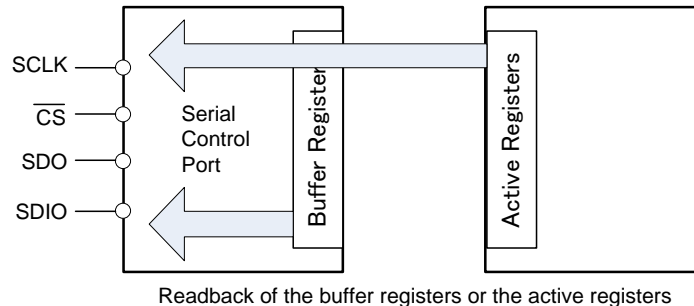 SCLK
CS
SDO
SDIO
Serial
Control
Port
Buffer Register
Active Registers
Readback of the buffer registers or the active registers